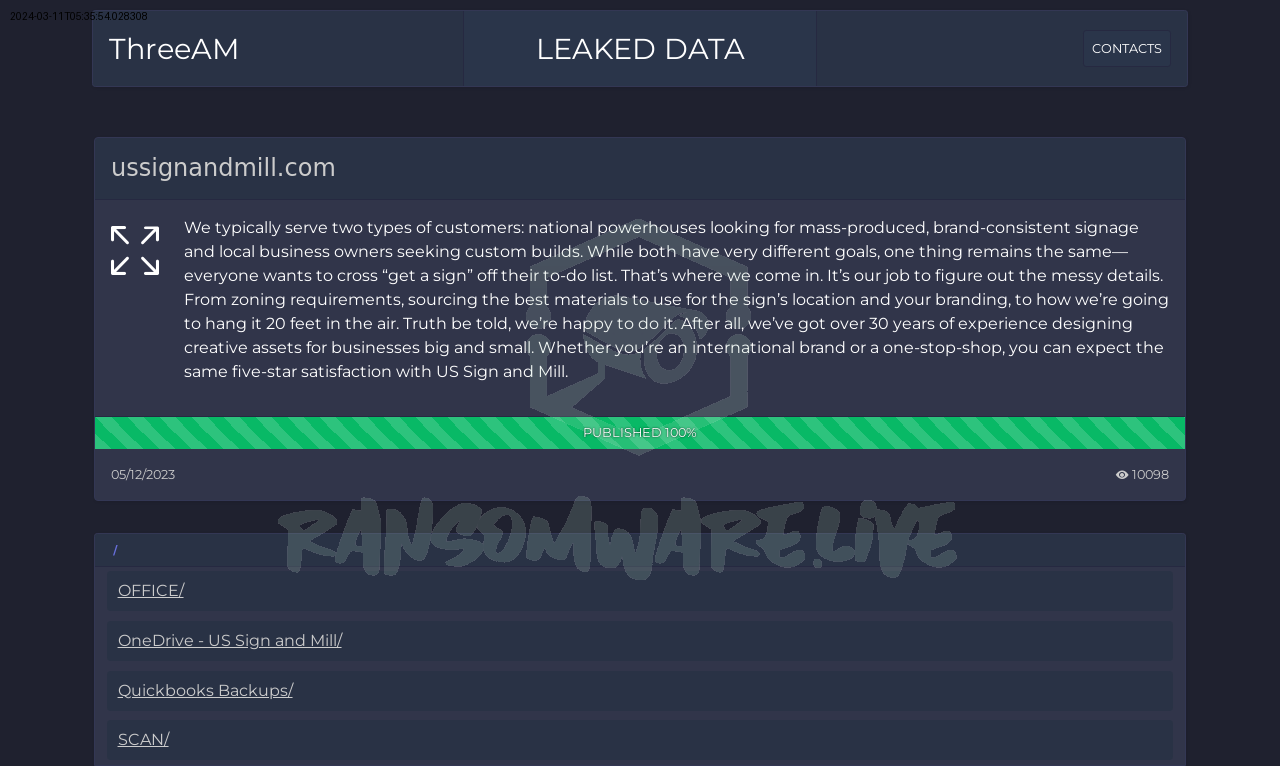 2024-03-11T05:35:54.028308
ThreeAM
LEAKED DATA
CONTACTS
ussignandmill.com
We typically serve two types of customers: national powerhouses looking for mass-produced, brand-consistent signage
and local business owners seeking custom builds. While both have very different goals, one thing remains the same—
everyone wants to cross “get a sign” off their to-do list. That’s where we come in. It’s our job to figure out the messy details.
From zoning requirements, sourcing the best materials to use for the sign’s location and your branding, to how we’re going
to hang it 20 feet in the air. Truth be told, we’re happy to do it. After all, we’ve got over 30 years of experience designing
creative assets for businesses big and small. Whether you’re an international brand or a one-stop-shop, you can expect the
same five-star satisfaction with US Sign and Mill.
PUBLISHED 100%
05/12/2023
10098
RANSOMWARE.LIVE
/
OFFICE/
OneDrive - US Sign and Mill/
Quickbooks Backups/
SCAN/